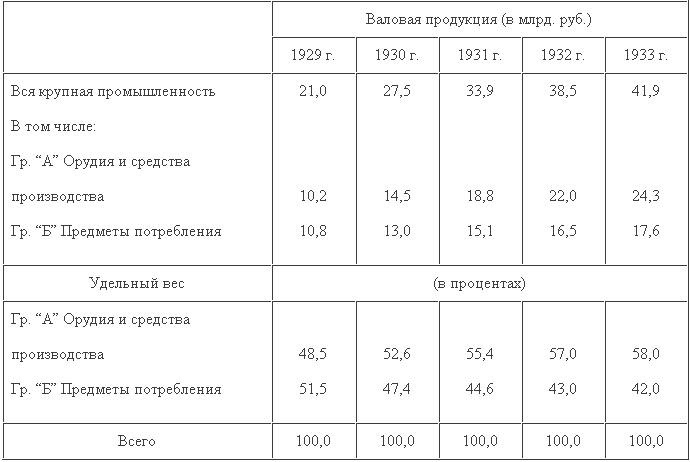 Валовая продукция (в млрд. руб.)
1929 г. 1930 г. 1931 г. 1932 г. 1933 г.
Вся крупная промышленность 21,0 27,5 33,9 38,5 41,9
В том числе:
Гр. “А” Орудия и средства
производства 10,2 14,5 18,8 22,0 24,3
Гр. “Б” Предметы потребления 10,8 13,0 15,1 16,5 17,6
Удельный вес (в процентах)
Гр. “А” Орудия и средства
производства 48,5 52,6 55,4 57,0 58,0
Гр. “Б” Предметы потребления 51,5 47,4 44,6 43,0 42,0
Всего 100,0 100,0 100,0 100,0 100,0